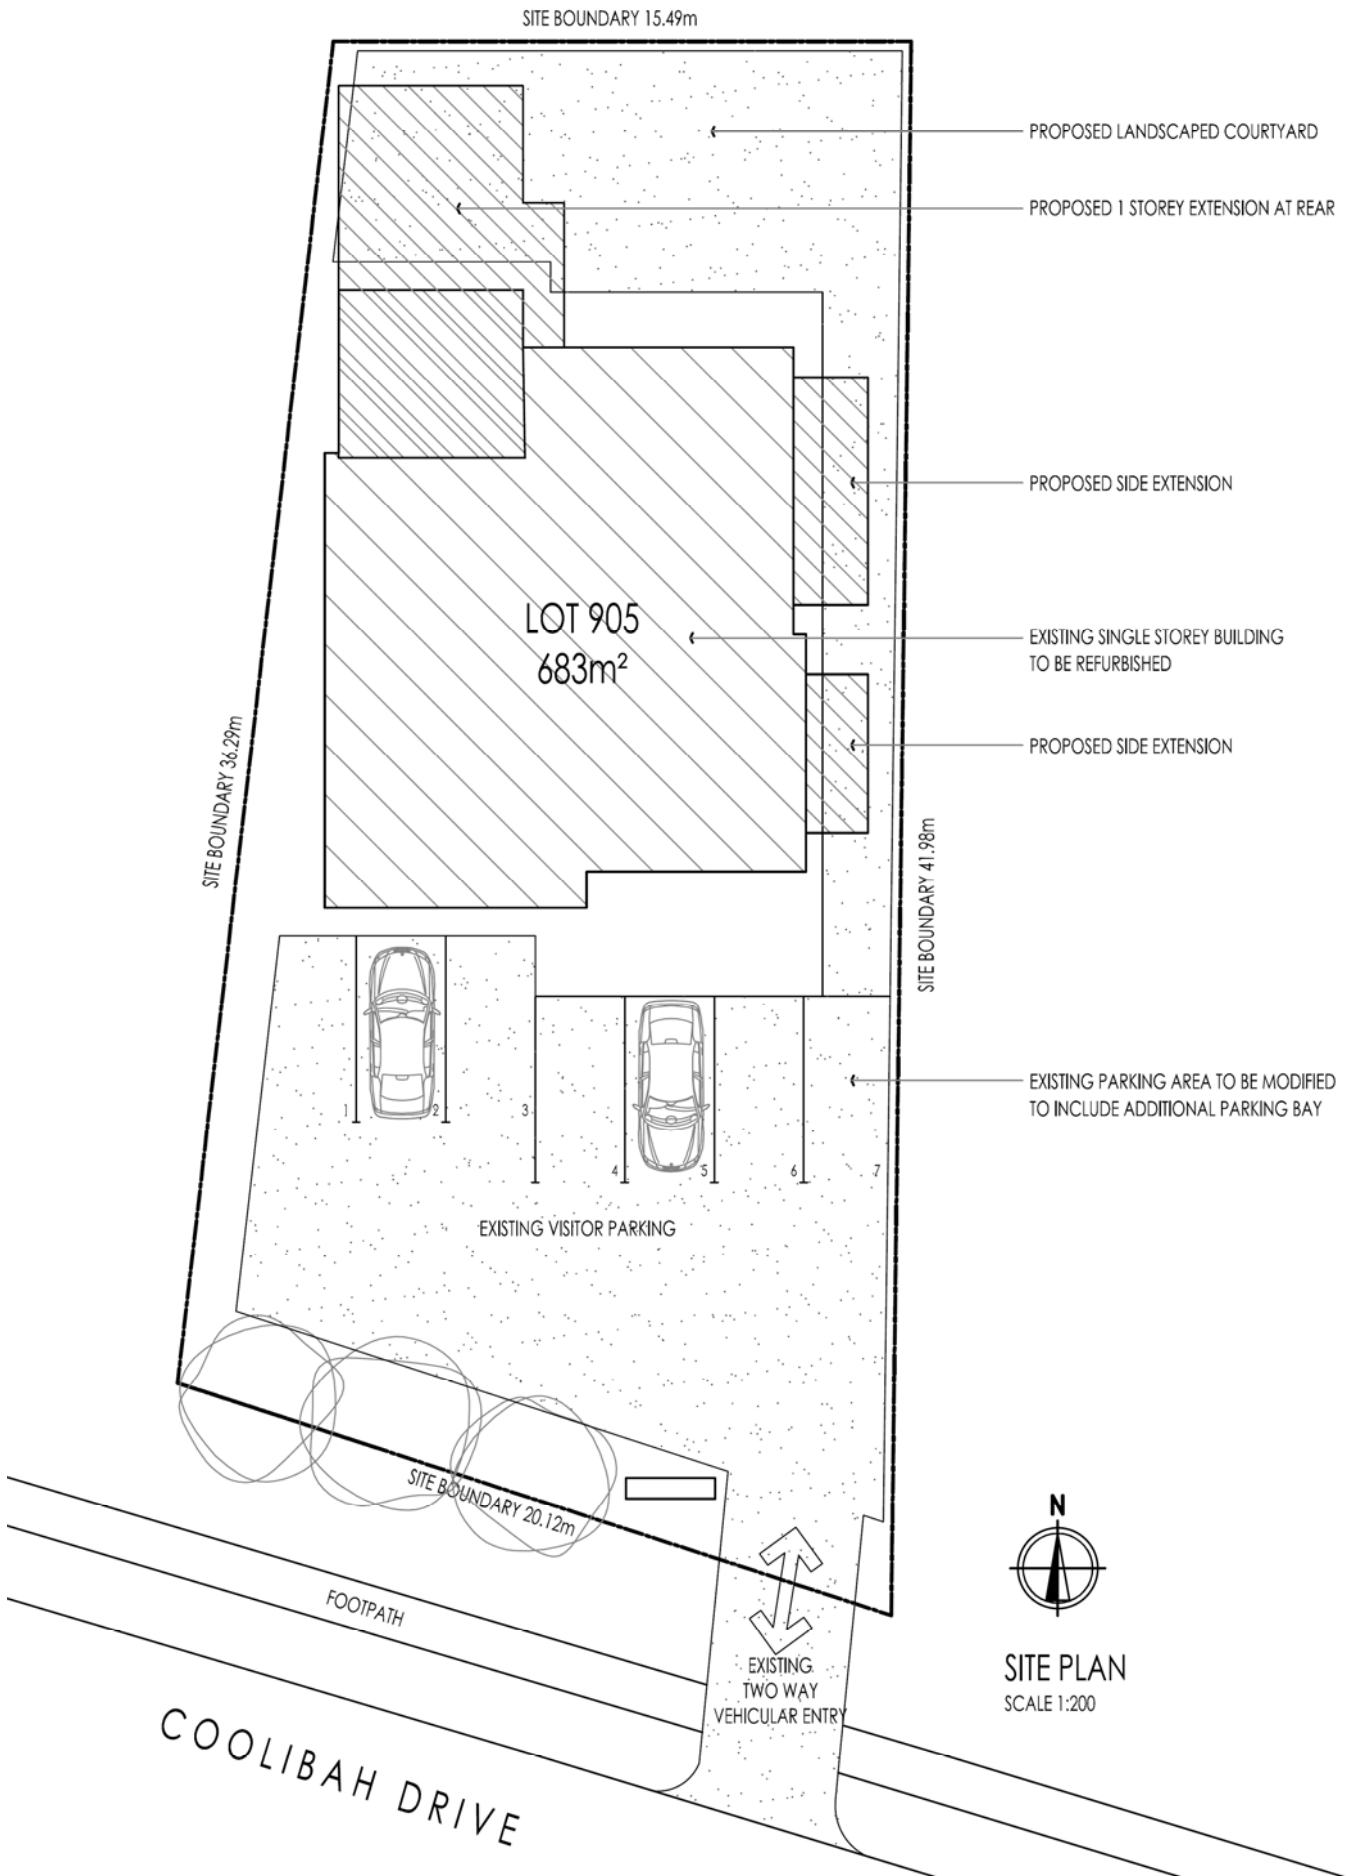 SITE BOUNDARY 15.49m
PROPOSED LANDSCAPED COURTYARD
PROPOSED 1 STOREY EXTENSION AT REAR
PROPOSED SIDE EXTENSION
LOT 905
683m²
EXISTING SINGLE STOREY BUILDING
TO BE REFURBISHED
PROPOSED SIDE EXTENSION
SITE BOUNDARY 36.29m
SITE BOUNDARY 41.98m
EXISTING PARKING AREA TO BE MODIFIED
TO INCLUDE ADDITIONAL PARKING BAY
1 2 3
4 5 6 7
EXISTING VISITOR PARKING
SITE BOUNDARY 20.12m
FOOTPATH
EXISTING
TWO WAY
VEHICULAR ENTRY
COOLIBAH DRIVE
N
SITE PLAN
SCALE 1:200